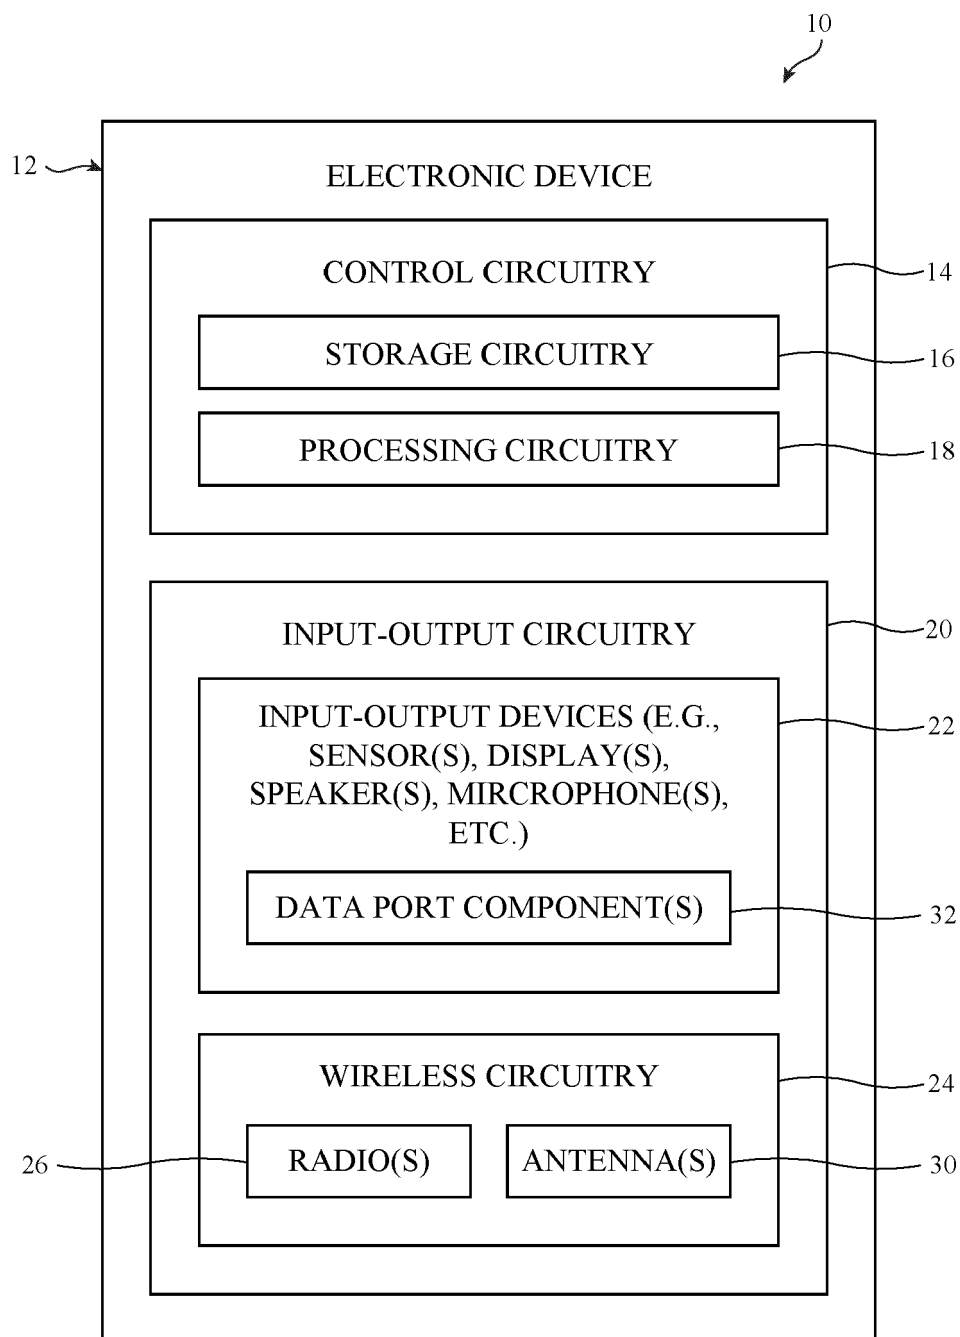 10
12
ELECTRONIC DEVICE
CONTROL CIRCUITRY
14
STORAGE CIRCUITRY
16
PROCESSING CIRCUITRY
18
INPUT-OUTPUT CIRCUITRY
20
INPUT-OUTPUT DEVICES (E.G.,
SENSOR(S), DISPLAY(S),
SPEAKER(S), MIRCROPHONE(S),
ETC.)
22
DATA PORT COMPONENT(S)
32
WIRELESS CIRCUITRY
24
26
RADIO(S)
ANTENNA(S)
30